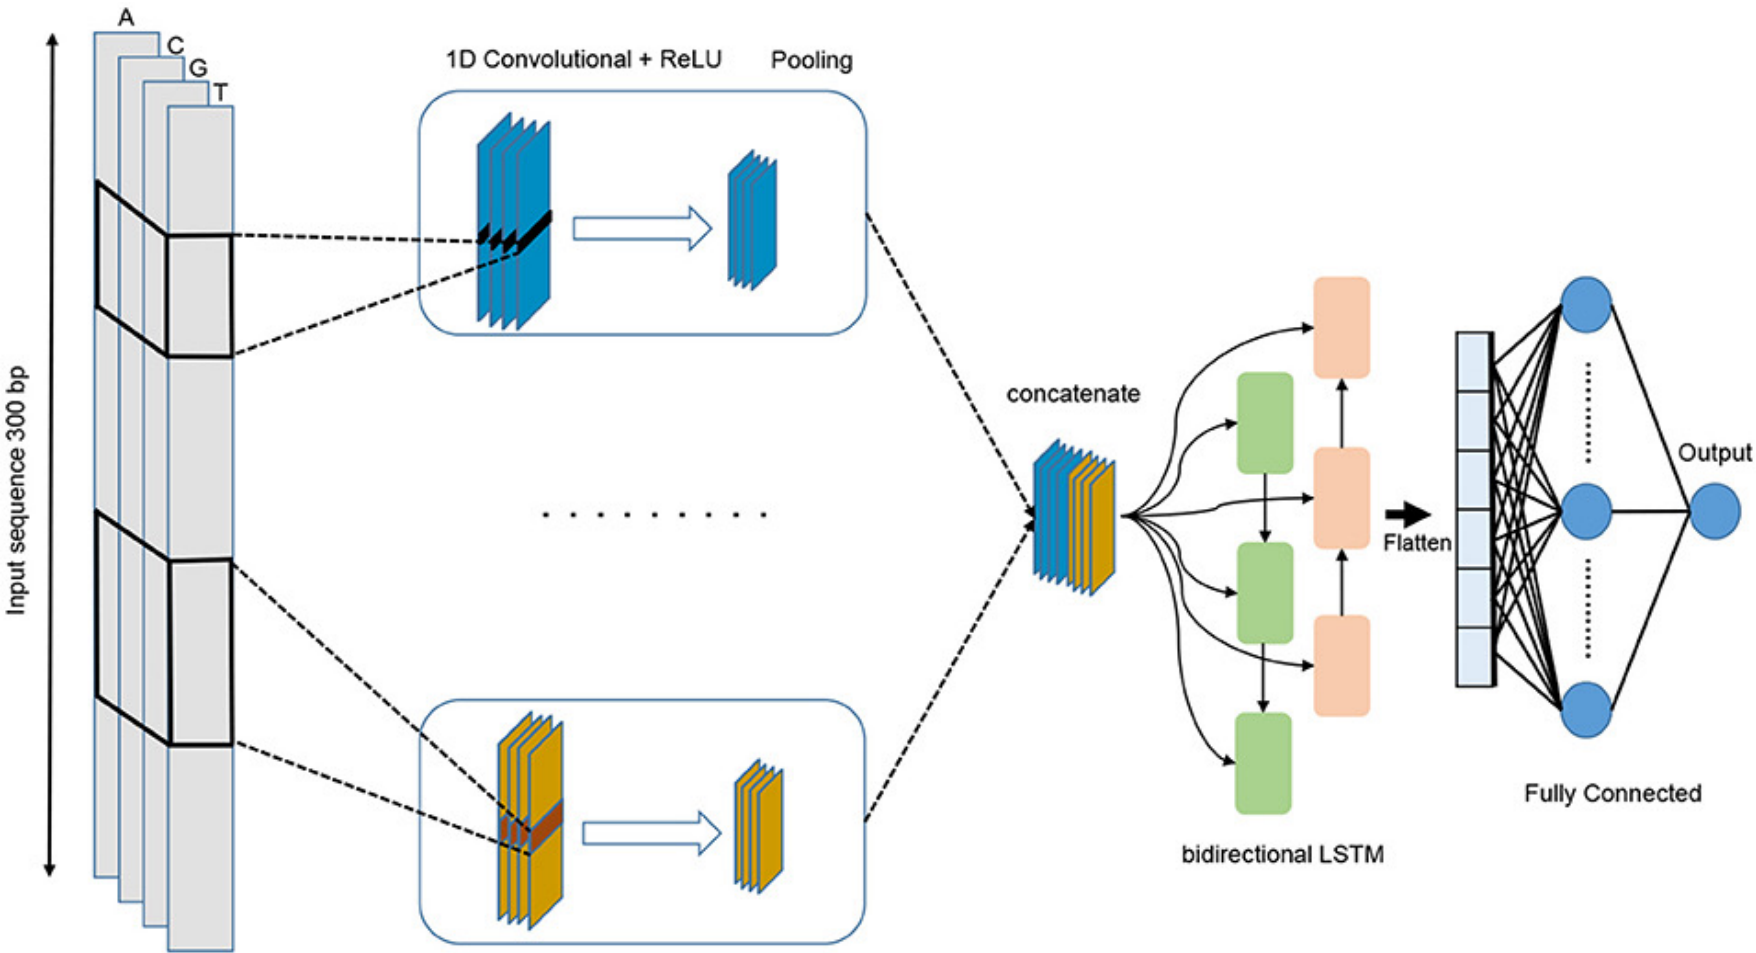 A
C
G
T
Input sequence 300 bp
1D Convolutional + ReLU
Pooling
concatenate
bidirectional LSTM
Flatten
Fully Connected
Output